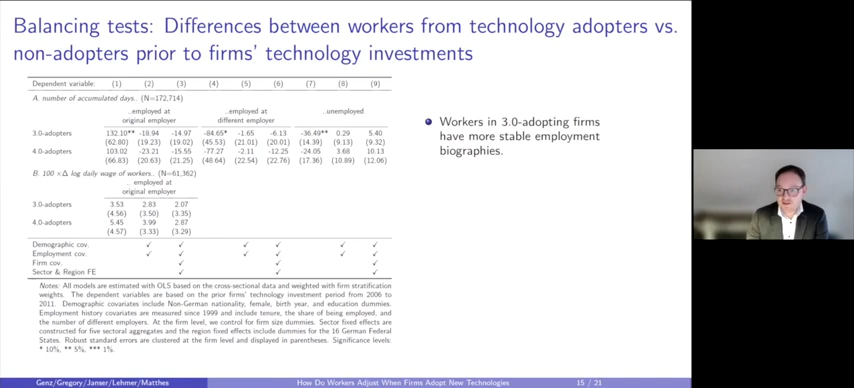 Balancing tests: Differences between workers from technology adopters vs.
non-adopters prior to firms' technology investments
Dependent variable: (1) (2) (3) (4) (5) (6) (7) (8) (9)
A. number of accumulated days.. (N=172,714)
..employed at ..employed at ..unemployed
original employer different employer
3.0-adopters 132.10** -18.94 -14.97 -84.65* -1.65 -6.13 -36.49** 0.29 5.40
(62.80) (19.23) (19.02) (45.53) (21.01) (20.01) (14.39) (9.13) (9.32)
4.0-adopters 103.02 -23.21 -15.55 -77.27 -2.11 -12.25 -24.05 3.68 10.13
(66.83) (20.63) (21.25) (48.64) (22.54) (22.76) (17.36) (10.89) (12.06)
B. 100 ×Δ log daily wage of workers.. (N=61,362)
.. employed at
original employer
3.0-adopters 3.53 2.83 2.07
(4.56) (3.50) (3.35)
4.0-adopters 5.45 3.99 2.87
(4.57) (3.33) (3.29)
Demographic cov. ✓ ✓ ✓ ✓ ✓ ✓
Employment cov. ✓ ✓ ✓ ✓ ✓ ✓
Firm cov. ✓ ✓ ✓
Sector & Region FE ✓ ✓ ✓
Notes: All models are estimated with OLS based on the cross-sectional data and weighted with firm stratification
weights. The dependent variables are based on the prior firms' technology investment period from 2006 to
2011. Demographic covariates include Non-German nationality, female, birth year, and education dummies.
Employment history covariates are measured since 1999 and include tenure, the share of being employed, and
the number of different employers. At the firm level, we control for firm size dummies. Sector fixed effects are
constructed for five sectoral aggregates and the region fixed effects include dummies for the 16 German Federal
States. Robust standard errors are clustered at the firm level and displayed in parentheses. Significance levels:
* 10%, ** 5%, *** 1%.
Workers in 3.0-adopting firms
have more stable employment
biographies.
Genz/Gregory/Janser/Lehmer/Matthes How Do Workers Adjust When Firms Adopt New Technologies 15 / 21